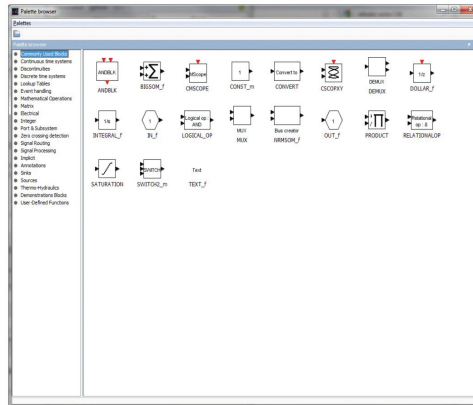 Palette browser
Palettes
Palette browser
Commonly Used Blocks
Continuous time systems
Discontinuities
Discrete time systems
Lookup Tables
Event handling
Mathematical Operations
Matrix
Electrical
Integer
Port & Subsystem
Zero crossing detection
Signal Routing
Signal Processing
Implicit
Annotations
Sinks
Sources
Thermo-Hydraulics
Demonstrations Blocks
User-Defined Functions
ANDBLK
Σ
MScope
1
Convert to
DEMUX
1/z
ANDBLK
BIGSOM_f
CMSCOPE
CONST_m
CONVERT
CSCOPXY
DEMUX
DOLLAR_f
1/s
1
Logical op :
AND
MUX
Bus creator
1
Π
Relational
INTEGRAL_f
IN_f
LOGICAL_OP
MUX
NRMSOM_f
OUT_f
PRODUCT
RELATIONALOP
SWITCH
Text
SATURATION
SWITCH2_m
TEXT_f